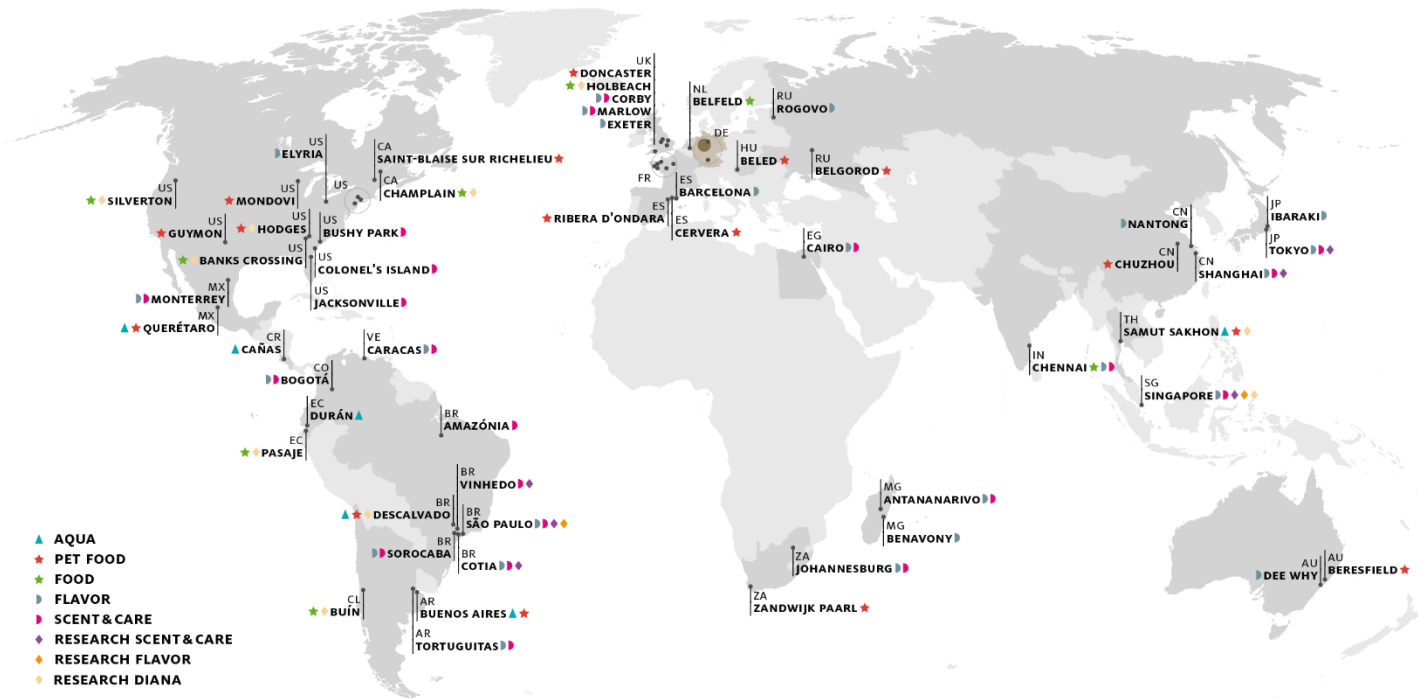 UK
DONCASTER
HOLBEACH
CORBY
MARLOW
EXETER
NL
BELFELD
RU
ROGOVO
DE
HU
BELED
RU
BELGOROD
FR
ES
BARCELONA
ES
RIBERA D'ONDARA
ES
CERVERA
US
ELYRIA
CA
SAINT-BLAISE SUR RICHELIEU
CA
CHAMPLAIN
US
US
SILVERTON
US
MONDOVI
US
GUYMON
US
HODGES
US
BUSHY PARK
US
BANKS CROSSING
US
COLONEL'S ISLAND
US
JACKSONVILLE
MX
MONTERREY
MX
QUERÉTARO
CR
CAÑAS
VE
CARACAS
CO
BOGOTÁ
EC
DURÁN
EC
PASAJE
BR
AMAZÓNIA
BR
VINHEDO
BR
DESCALVADO
BR
SÃO PAULO
BR
SOROCABA
BR
COTIA
CL
BUÍN
AR
BUENOS AIRES
AR
TORTUGUITAS
EG
CAIRO
MG
ANTANANARIVO
MG
BENAVONY
ZA
JOHANNESBURG
ZA
ZANDWIJK PAARL
CN
NANTONG
JP
IBARAKI
JP
TOKYO
CN
CHUZHOU
CN
SHANGHAI
TH
SAMUT SAKHON
IN
CHENNAI
SG
SINGAPORE
AU
DEE WHY
AU
BERESFIELD
AQUA
PET FOOD
FOOD
FLAVOR
SCENT & CARE
RESEARCH SCENT & CARE
RESEARCH FLAVOR
RESEARCH DIANA